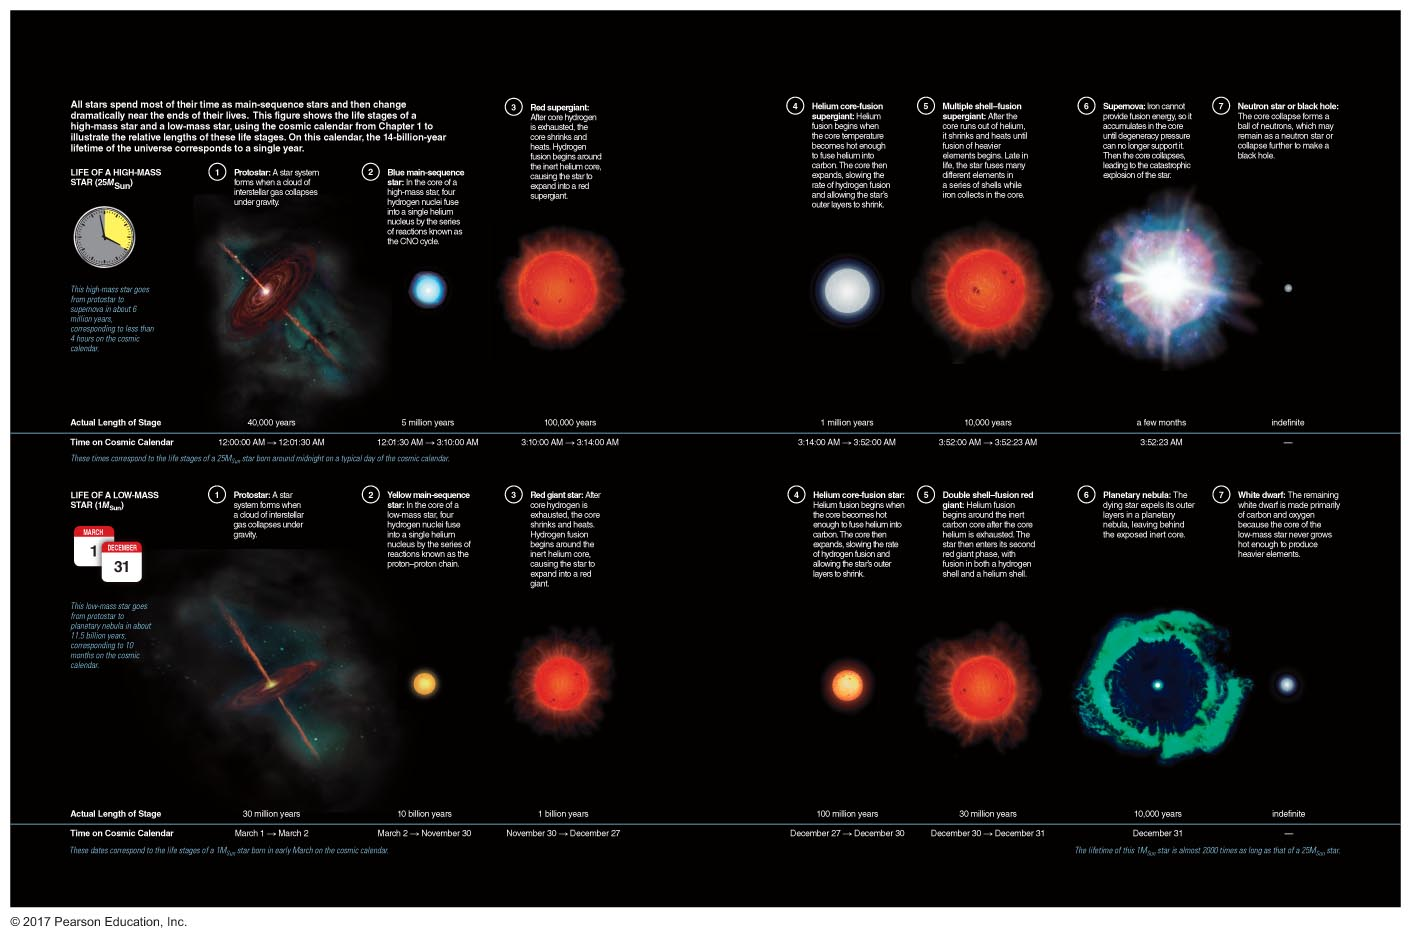 All stars spend most of their time as main-sequence stars and then change
dramatically near the ends of their lives. This figure shows the life stages of a
high-mass star and a low-mass star, using the cosmic calendar from Chapter 1 to
illustrate the relative lengths of these life stages. On this calendar, the 14-billion-year
lifetime of the universe corresponds to a single year.
LIFE OF A HIGH-MASS
STAR (25MSun)
This high-mass star goes
from protostar to
supernova in about 6
million years,
corresponding to less than
4 hours on the cosmic
calendar.
1
Protostar: A star system
forms when a cloud of
interstellar gas collapses
under gravity.
2
Blue main-sequence
star: In the core of a
high-mass star, four
hydrogen nuclei fuse
into a single helium
nucleus by the series
of reactions known as
the CNO cycle.
3
Red supergiant:
After core hydrogen
is exhausted, the
core shrinks and
heats. Hydrogen
fusion begins around
the inert helium core,
causing the star to
expand into a red
supergiant.
4
Helium core-fusion
supergiant: Helium
fusion begins when
the core temperature
becomes hot enough
to fuse helium into
carbon. The core then
expands, slowing the
rate of hydrogen fusion
and allowing the star's
outer layers to shrink.
5
Multiple shell–fusion
supergiant: After the
core runs out of helium,
it shrinks and heats until
fusion of heavier
elements begins. Late in
life, the star fuses many
different elements in
a series of shells while
iron collects in the core.
6
Supernova: Iron cannot
provide fusion energy, so it
accumulates in the core
until degeneracy pressure
can no longer support it.
Then the core collapses,
leading to the catastrophic
explosion of the star.
7
Neutron star or black hole:
The core collapse forms a
ball of neutrons, which may
remain as a neutron star or
collapse further to make a
black hole.
Actual Length of Stage 40,000 years 5 million years 100,000 years 1 million years 10,000 years a few months indefinite
Time on Cosmic Calendar 12:00:00 AM → 12:01:30 AM 12:01:30 AM → 3:10:00 AM 3:10:00 AM → 3:14:00 AM 3:14:00 AM → 3:52:00 AM 3:52:00 AM → 3:52:23 AM 3:52:23 AM —
These times correspond to the life stages of a 25MSun star born around midnight on a typical day of the cosmic calendar.
LIFE OF A LOW-MASS
STAR (1MSun)
MARCH
1
DECEMBER
31
This low-mass star goes
from protostar to
planetary nebula in about
11.5 billion years,
corresponding to 10
months on the cosmic
calendar.
1
Protostar: A star
system forms when
a cloud of interstellar
gas collapses under
gravity.
2
Yellow main-sequence
star: In the core of a
low-mass star, four
hydrogen nuclei fuse
into a single helium
nucleus by the series of
reactions known as the
proton–proton chain.
3
Red giant star: After
core hydrogen is
exhausted, the core
shrinks and heats.
Hydrogen fusion
begins around the
inert helium core,
causing the star to
expand into a red
giant.
4
Helium core-fusion star:
Helium fusion begins when
the core becomes hot
enough to fuse helium into
carbon. The core then
expands, slowing the rate
of hydrogen fusion and
allowing the star's outer
layers to shrink.
5
Double shell–fusion red
giant: Helium fusion
begins around the inert
carbon core after the core
helium is exhausted. The
star then enters its second
red giant phase, with
fusion in both a hydrogen
shell and a helium shell.
6
Planetary nebula: The
dying star expels its outer
layers in a planetary
nebula, leaving behind
the exposed inert core.
7
White dwarf: The remaining
white dwarf is made primarily
of carbon and oxygen
because the core of the
low-mass star never grows
hot enough to produce
heavier elements.
Actual Length of Stage 30 million years 10 billion years 1 billion years 100 million years 30 million years 10,000 years indefinite
Time on Cosmic Calendar March 1 → March 2 March 2 → November 30 November 30 → December 27 December 27 → December 30 December 30 → December 31 December 31 —
These dates correspond to the life stages of a 1MSun star born in early March on the cosmic calendar.
The lifetime of this 1MSun star is almost 2000 times as long as that of a 25MSun star.
© 2017 Pearson Education, Inc.